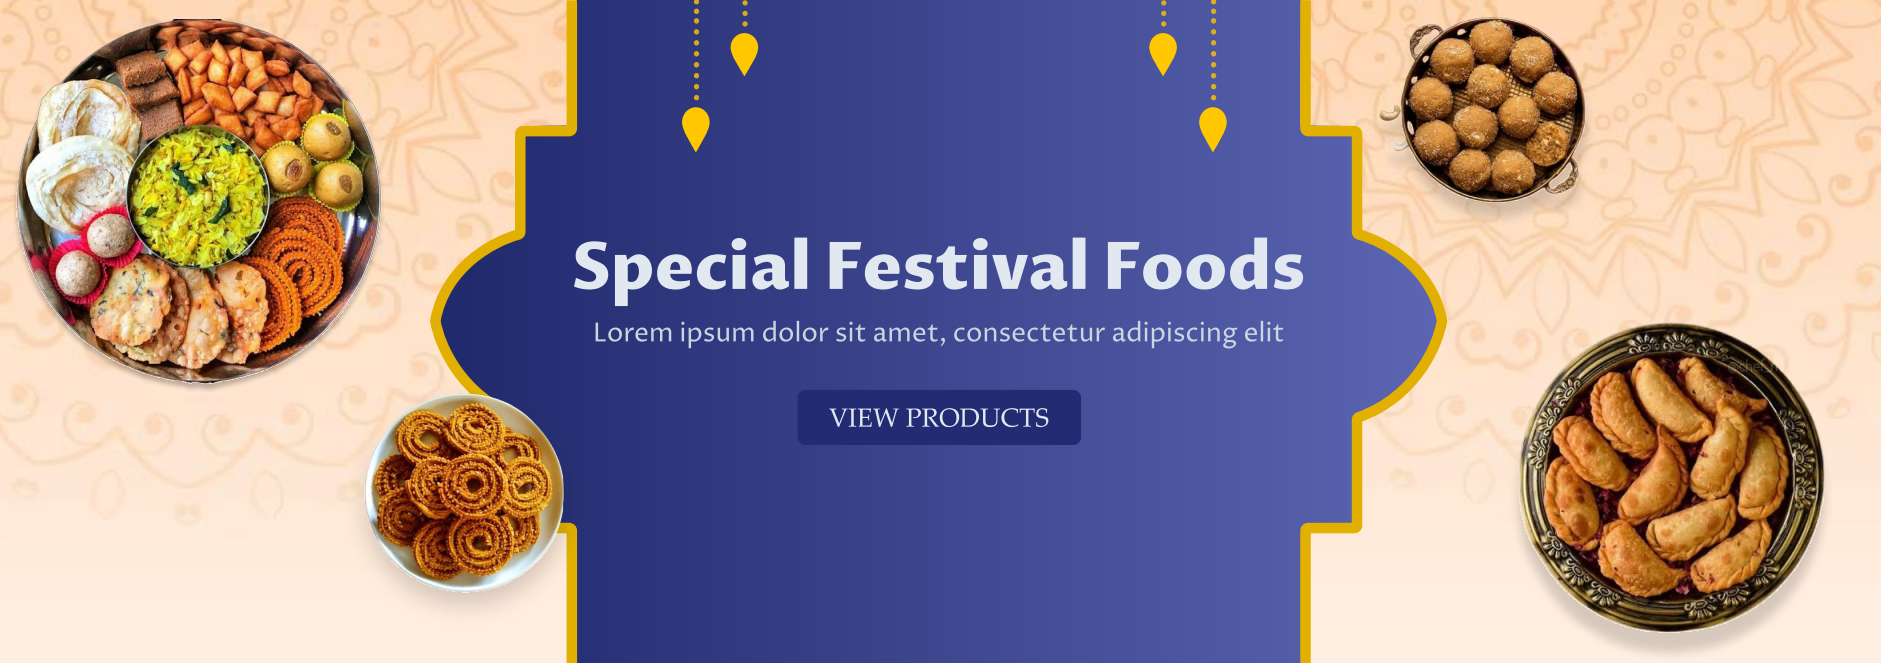 Special Festival Foods
Lorem ipsum dolor sit amet, consectetur adipiscing elit
VIEW PRODUCTS